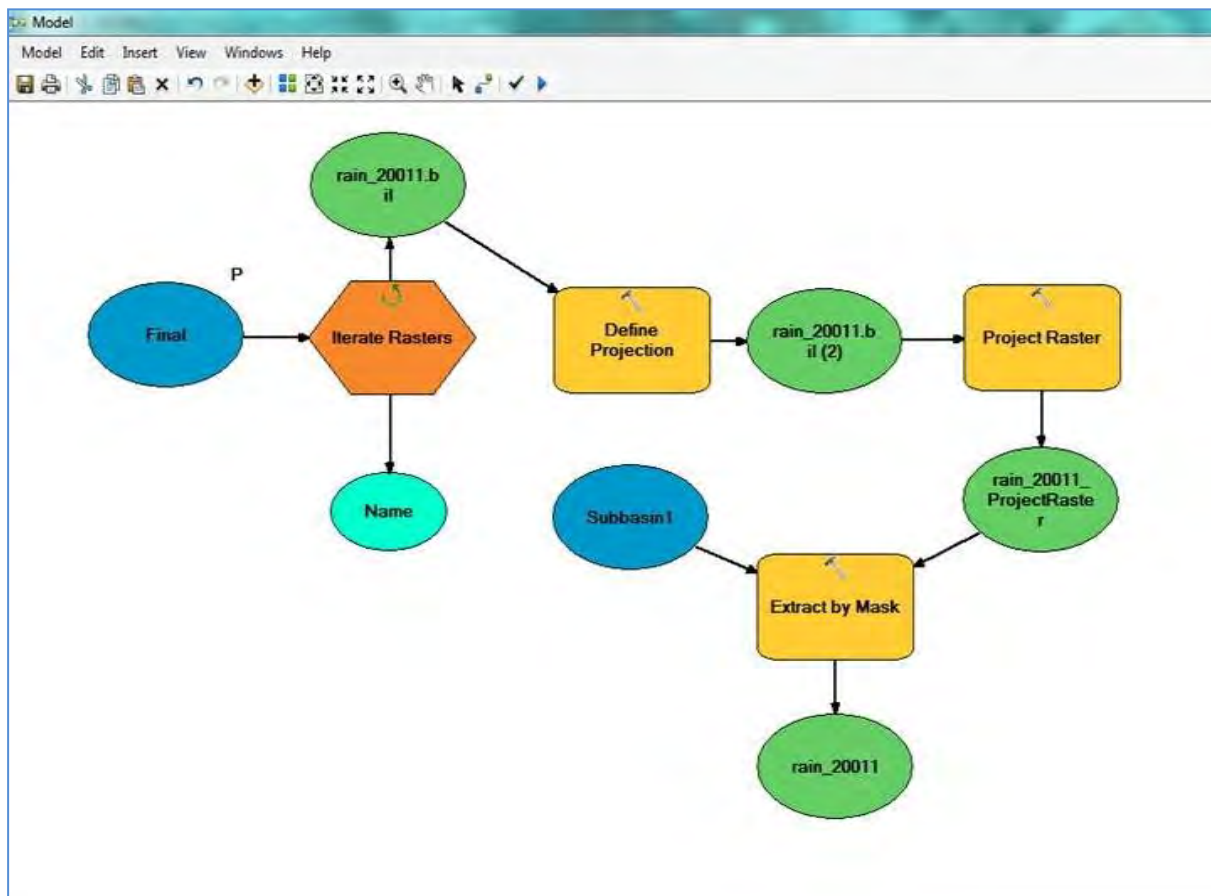 Model
Model Edit Insert View Windows Help
rain_20011.b
il
P
Final
Iterate Rasters
Define
Projection
rain_20011.b
il (2)
Project Raster
Name
Subbasin1
rain_20011_
ProjectRaste
r
Extract by Mask
rain_20011